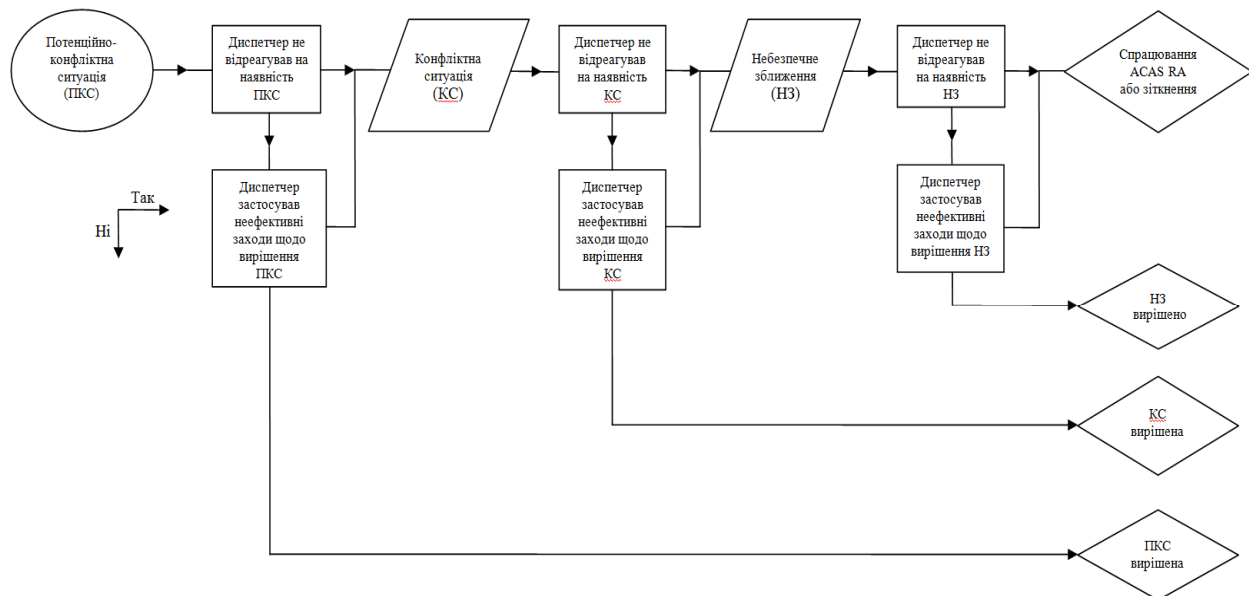 Потенційно-
конфліктна
ситуація
(ПКС)
Диспетчер не
відреагував на
наявність
ПКС
Конфліктна
ситуація
(КС)
Диспетчер не
відреагував
на наявність
КС
Небезпечне
зближення
(НЗ)
Диспетчер не
відреагував
на наявність
НЗ
Спрацювання
ACAS RA
або зіткнення
Так
Ні
Диспетчер
застосував
неефективні
заходи щодо
вирішення
ПКС
Диспетчер
застосував
неефективні
заходи щодо
вирішення
КС
Диспетчер
застосував
неефективні
заходи щодо
вирішення НЗ
НЗ
вирішено
КС
вирішена
ПКС
вирішена